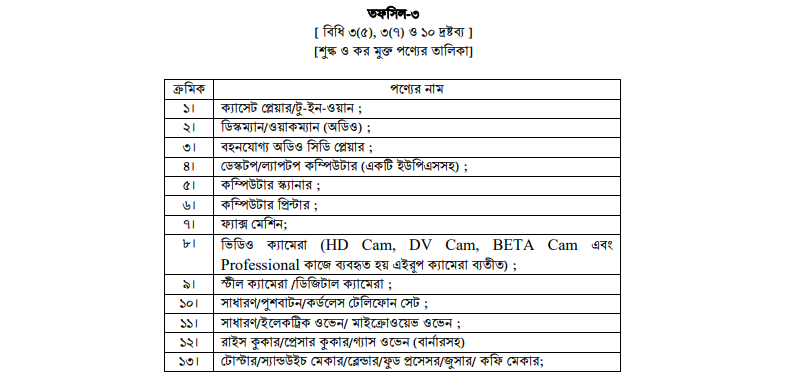 তফসিল-৩
[ বিধি ৩(৫), ৩(৭) ও ১০ দ্রষ্টব্য ]
[শুল্ক ও কর মুক্ত পণ্যের তালিকা]
ক্রমিক পণ্যের নাম
১। ক্যাসেট প্লেয়ার/টু-ইন-ওয়ান ;
২। ডিস্কম্যান/ওয়াকম্যান (অডিও) ;
৩। বহনযোগ্য অডিও সিডি প্লেয়ার ;
৪। ডেস্কটপ/ল্যাপটপ কম্পিউটার (একটি ইউপিএসসহ) ;
৫। কম্পিউটার স্ক্যানার ;
৬। কম্পিউটার প্রিন্টার ;
৭। ফ্যাক্স মেশিন;
৮। ভিডিও ক্যামেরা (HD Cam, DV Cam, BETA Cam এবং
Professional কাজে ব্যবহৃত হয় এইরূপ ক্যামেরা ব্যতীত) ;
৯। স্টীল ক্যামেরা /ডিজিটাল ক্যামেরা ;
১০। সাধারণ/পুশবাটন/কর্ডলেস টেলিফোন সেট ;
১১। সাধারণ/ইলেকট্রিক ওভেন/ মাইক্রোওয়েভ ওভেন ;
১২। রাইস কুকার/প্রেসার কুকার/গ্যাস ওভেন (বার্নারসহ)
১৩। টোস্টার/স্যান্ডউইচ মেকার/ব্লেন্ডার/ফুড প্রসেসর/জুসার/ কফি মেকার;